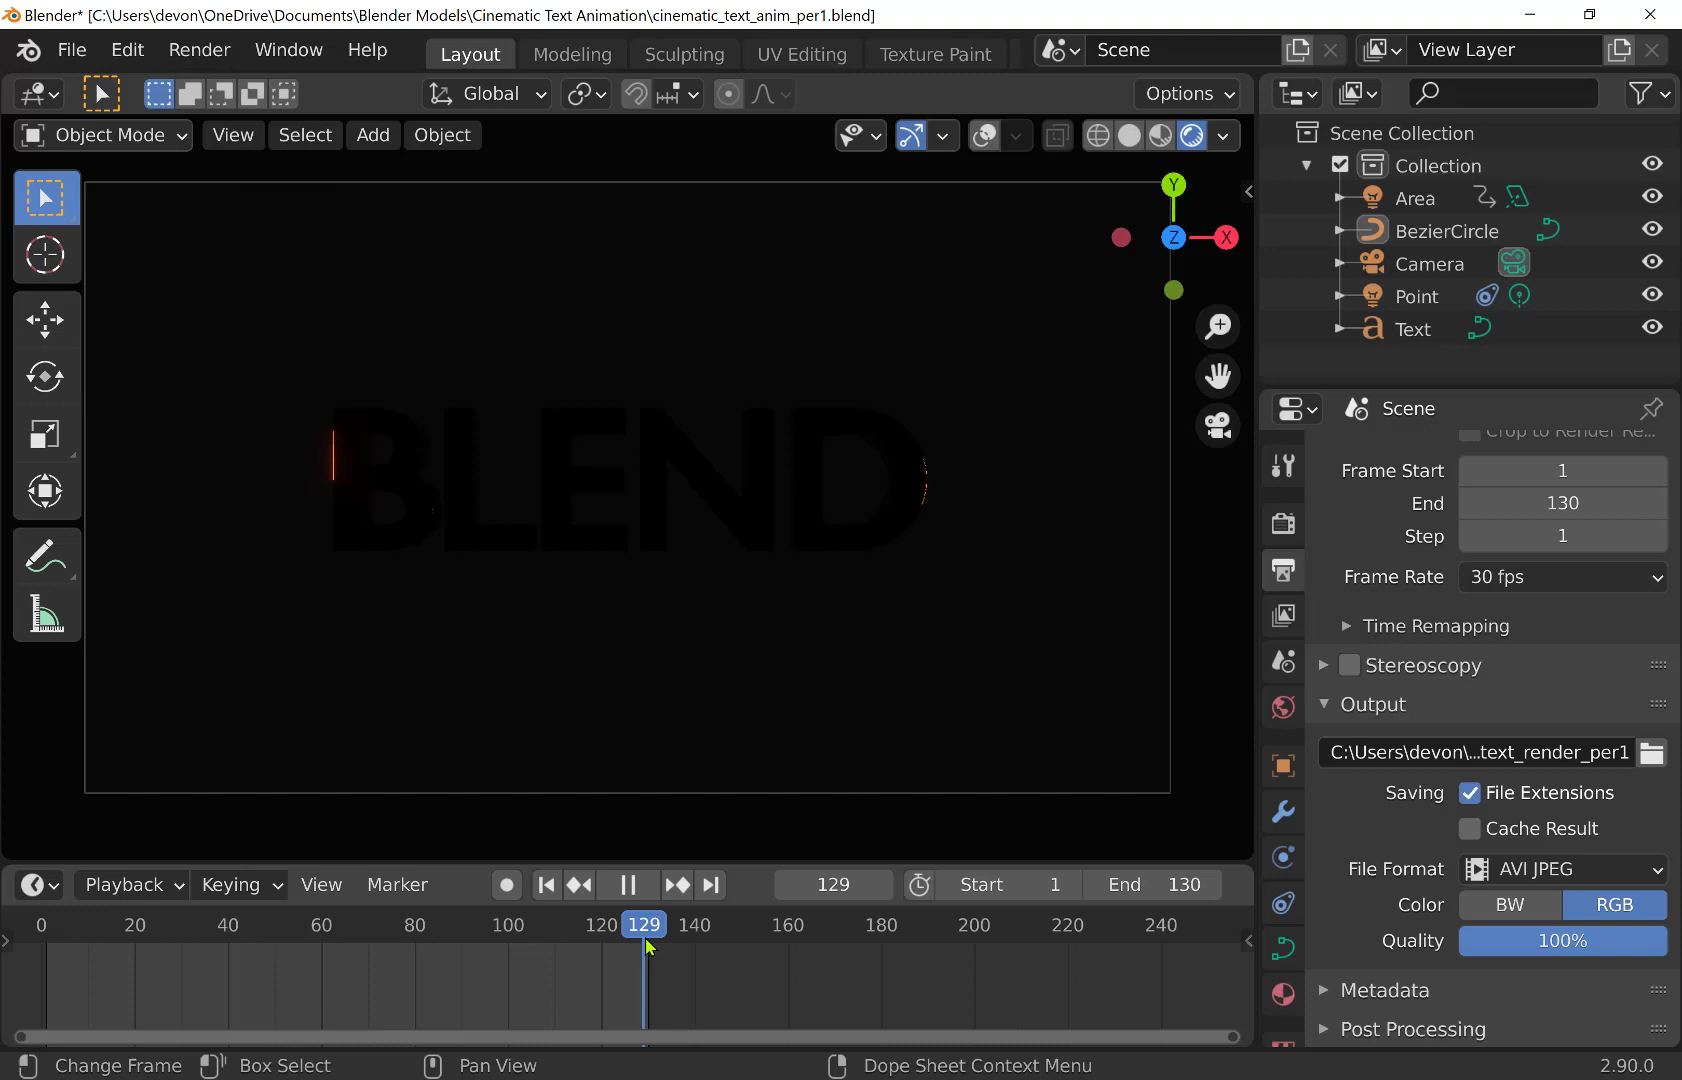 Blender* [C:\Users\devon\OneDrive\Documents\Blender Models\Cinematic Text Animation\cinematic_text_anim_per1.blend]
File Edit Render Window Help Layout Modeling Sculpting UV Editing Texture Paint Scene View Layer
Global Options
Object Mode View Select Add Object
Scene Collection
Collection
Area
BezierCircle
Camera
Point
Text
Y
Z X
BLEND
Scene
Crop to Render Re...
Frame Start 1
End 130
Step 1
Frame Rate 30 fps
Time Remapping
Stereoscopy
Output
C:\Users\devon\...text_render_per1
Saving File Extensions
Cache Result
File Format AVI JPEG
Color BW RGB
Quality 100%
Metadata
Post Processing
Playback Keying View Marker 129 Start 1 End 130
0 20 40 60 80 100 120 129 140 160 180 200 220 240
Change Frame Box Select Pan View Dope Sheet Context Menu 2.90.0